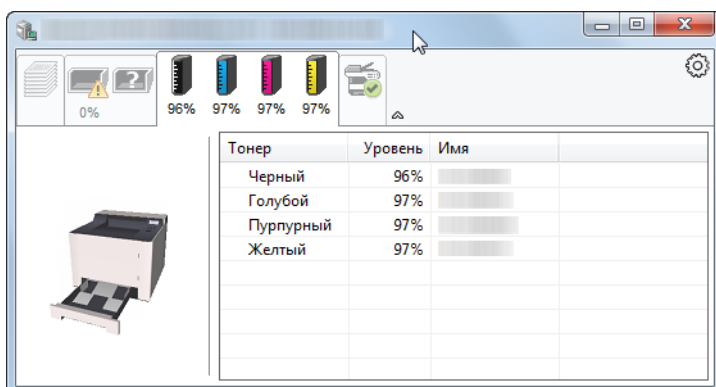 0%
96% 97% 97% 97%
Тонер Уровень Имя
Черный 96%
Голубой 97%
Пурпурный 97%
Желтый 97%